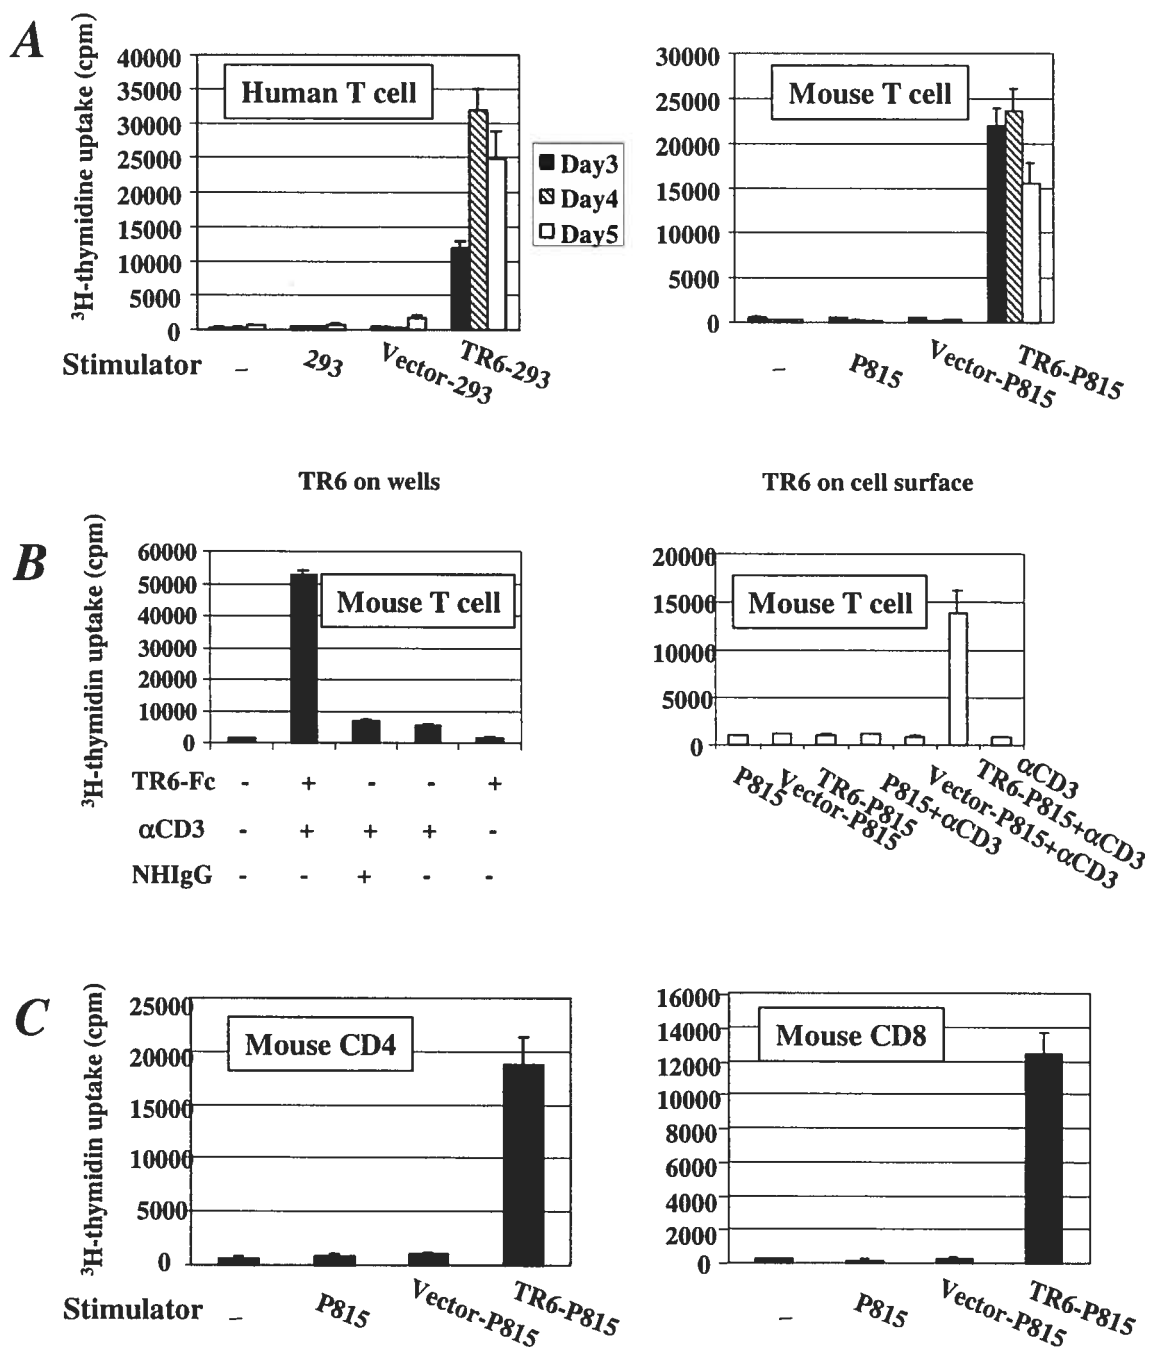 A
³H-thymidine uptake (cpm)
40000
35000
30000
25000
20000
15000
10000
5000
0
Human T cell
Day3
Day4
Day5
Stimulator
–
293
Vector-293
TR6-293
30000
25000
20000
15000
10000
5000
0
Mouse T cell
–
P815
Vector-P815
TR6-P815
B
TR6 on wells
³H-thymidin uptake (cpm)
60000
50000
40000
30000
20000
10000
0
Mouse T cell
TR6-Fc - + - - +
αCD3 - + + + -
NHIgG - - + - -
TR6 on cell surface
20000
15000
10000
5000
0
Mouse T cell
P815
Vector-P815
TR6-P815
P815+αCD3
Vector-P815+αCD3
TR6-P815+αCD3
αCD3
C
³H-thymidin uptake (cpm)
25000
20000
15000
10000
5000
0
Mouse CD4
Stimulator
–
P815
Vector-P815
TR6-P815
16000
14000
12000
10000
8000
6000
4000
2000
0
Mouse CD8
–
P815
Vector-P815
TR6-P815